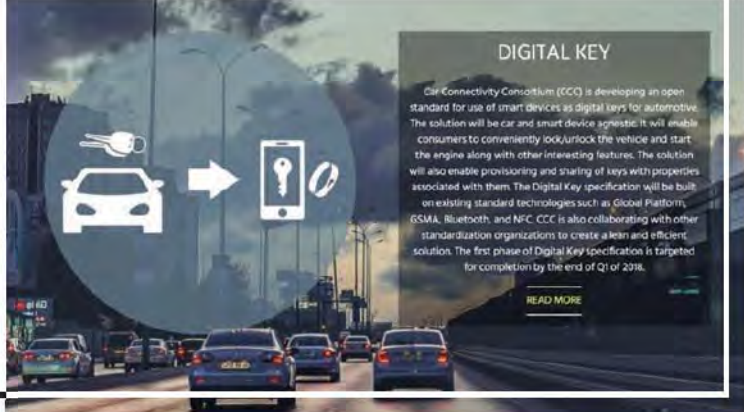 DIGITAL KEY
Car Connectivity Consortium (CCC) is developing an open
standard for use of smart devices as digital keys for automotive.
The solution will be car and smart device agnostic. It will enable
consumers to conveniently lock/unlock the vehicle and start
the engine along with other interesting features. The solution
will also enable provisioning and sharing of keys with properties
associated with them. The Digital Key specification will be built
on existing standard technologies such as Global Platform,
GSMA, Bluetooth, and NFC. CCC is also collaborating with other
standardization organizations to create a lean and efficient
solution. The first phase of Digital Key specification is targeted
for completion by the end of Q1 of 2018.
READ MORE